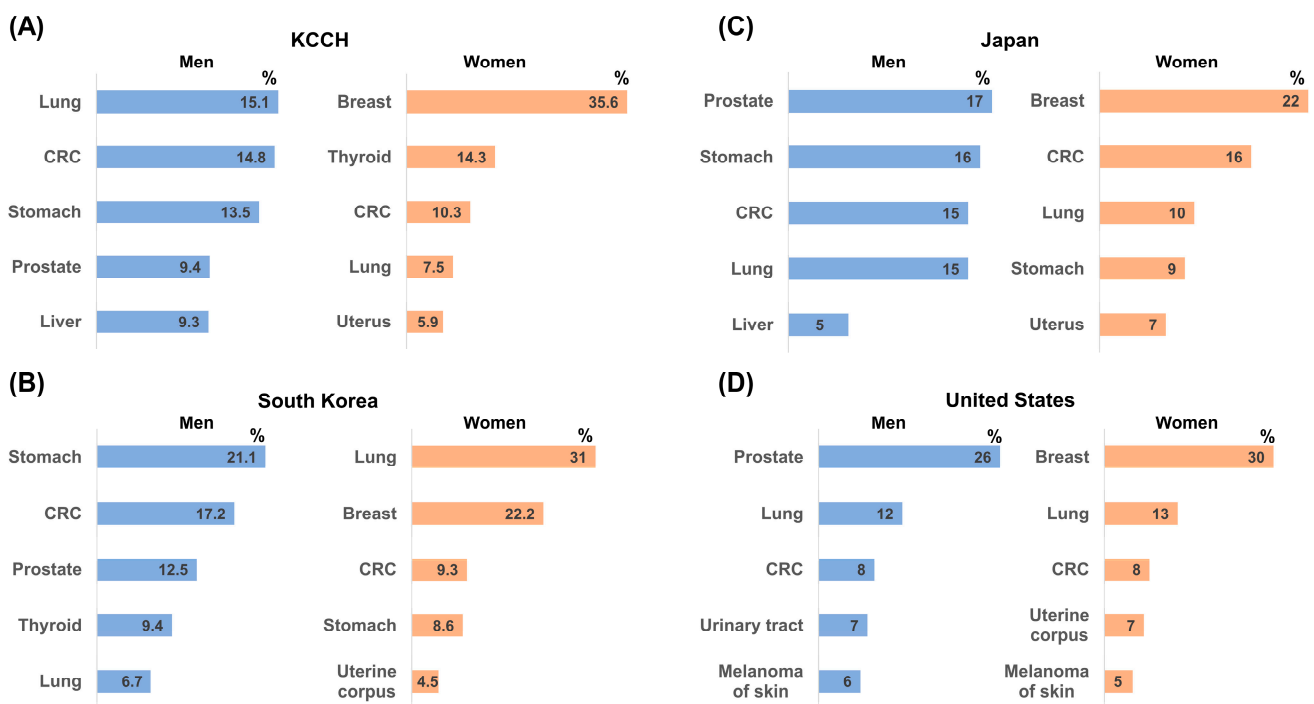 (A)
KCCH
Men
%
Lung 15.1
CRC 14.8
Stomach 13.5
Prostate 9.4
Liver 9.3
Women
%
Breast 35.6
Thyroid 14.3
CRC 10.3
Lung 7.5
Uterus 5.9
(B)
South Korea
Men
%
Stomach 21.1
CRC 17.2
Prostate 12.5
Thyroid 9.4
Lung 6.7
Women
%
Lung 31
Breast 22.2
CRC 9.3
Stomach 8.6
Uterine
corpus 4.5
(C)
Japan
Men
%
Prostate 17
Stomach 16
CRC 15
Lung 15
Liver 5
Women
%
Breast 22
CRC 16
Lung 10
Stomach 9
Uterus 7
(D)
United States
Men
%
Prostate 26
Lung 12
CRC 8
Urinary tract 7
Melanoma
of skin 6
Women
%
Breast 30
Lung 13
CRC 8
Uterine
corpus 7
Melanoma
of skin 5